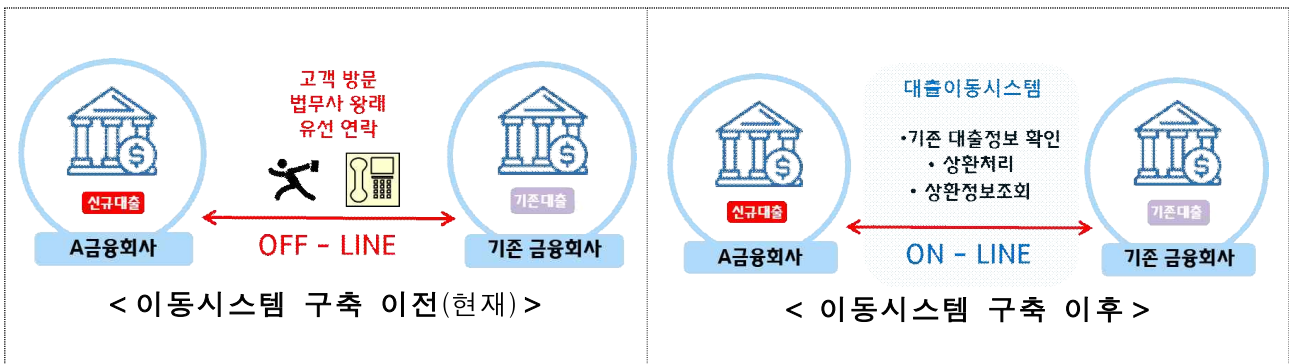 고객 방문
법무사 왕래
유선 연락
신규대출
기존대출
OFF - LINE
A금융회사
기존 금융회사
< 이동시스템 구축 이전(현재) >
대출이동시스템
•기존 대출정보 확인
• 상환처리
• 상환정보조회
신규대출
기존대출
ON - LINE
A금융회사
기존 금융회사
< 이동시스템 구축 이후 >